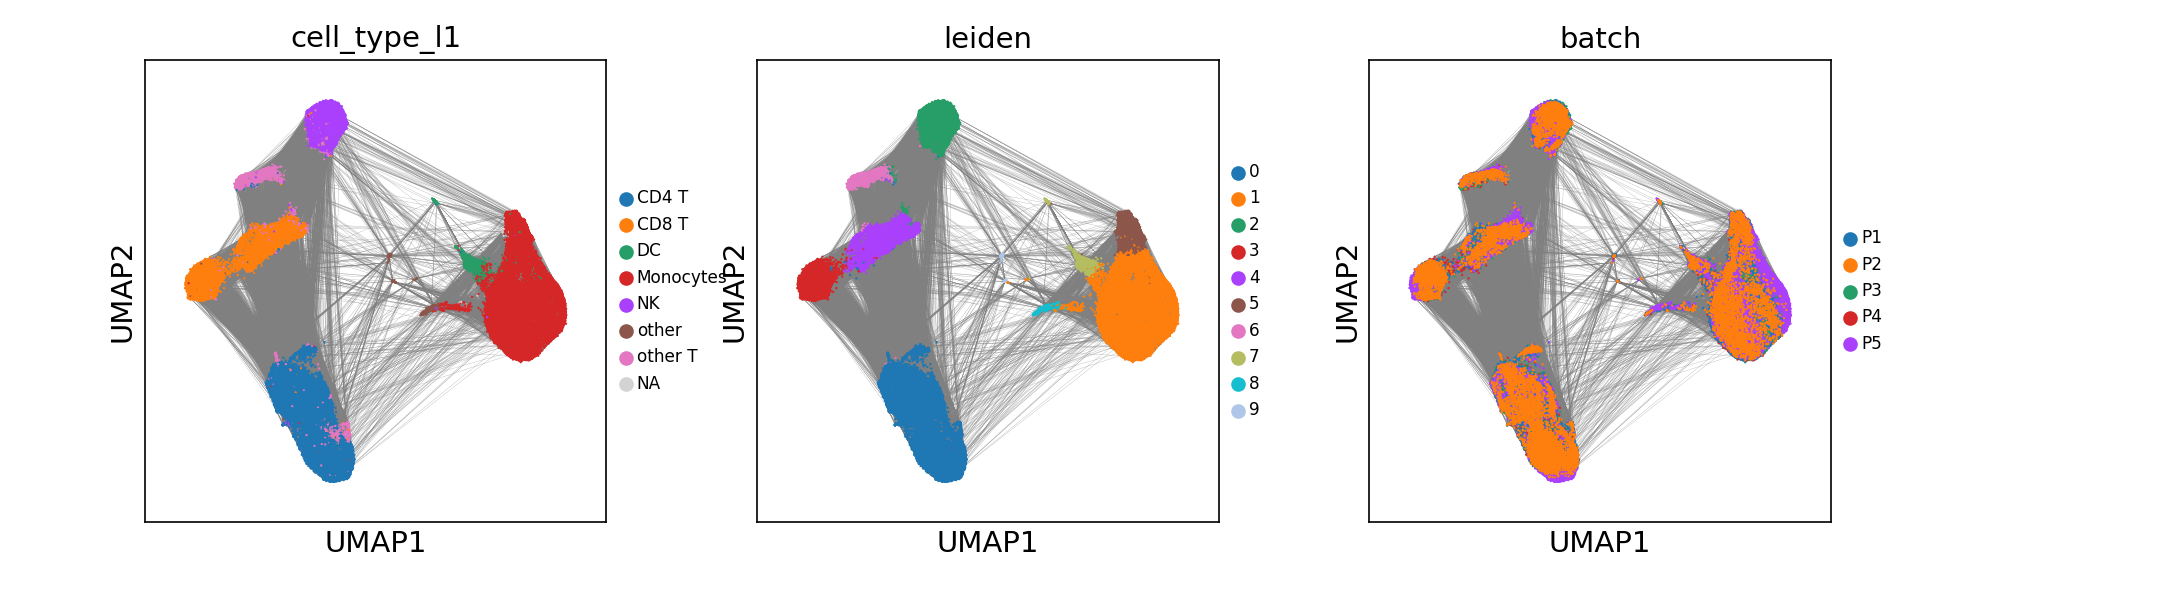 cell_type_l1
UMAP2
UMAP1
CD4 T
CD8 T
DC
Monocytes
NK
other
other T
NA
leiden
UMAP2
UMAP1
0
1
2
3
4
5
6
7
8
9
batch
UMAP2
UMAP1
P1
P2
P3
P4
P5